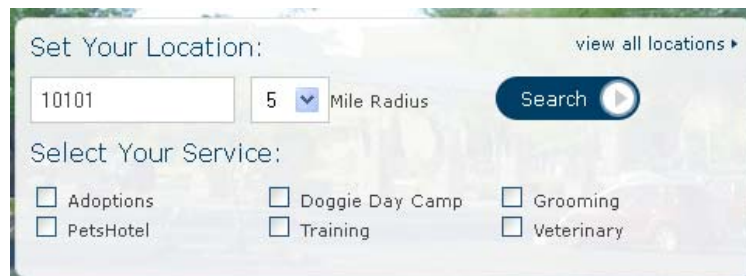 Set Your Location: view all locations
10101 5 Mile Radius Search
Select Your Service:
Adoptions Doggie Day Camp Grooming
PetsHotel Training Veterinary